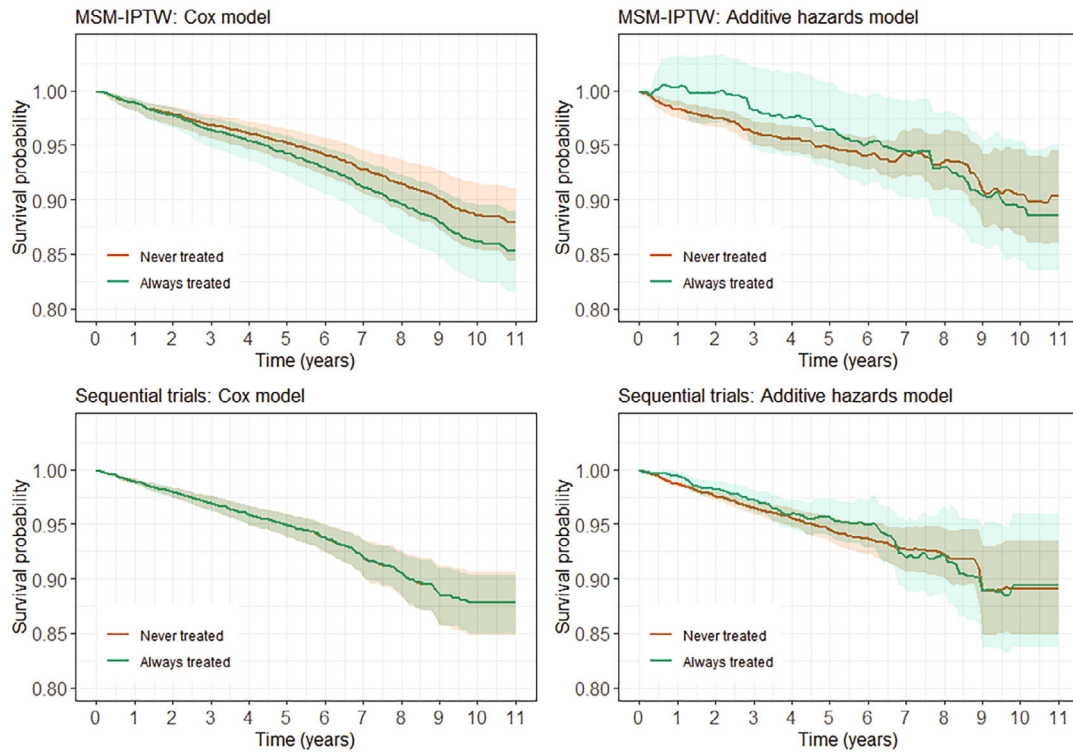 MSM-IPTW: Cox model
Survival probability
1.00
0.95
0.90
0.85
0.80
Never treated
Always treated
0 1 2 3 4 5 6 7 8 9 10 11
Time (years)
MSM-IPTW: Additive hazards model
Survival probability
1.00
0.95
0.90
0.85
0.80
Never treated
Always treated
0 1 2 3 4 5 6 7 8 9 10 11
Time (years)
Sequential trials: Cox model
Survival probability
1.00
0.95
0.90
0.85
0.80
Never treated
Always treated
0 1 2 3 4 5 6 7 8 9 10 11
Time (years)
Sequential trials: Additive hazards model
Survival probability
1.00
0.95
0.90
0.85
0.80
Never treated
Always treated
0 1 2 3 4 5 6 7 8 9 10 11
Time (years)